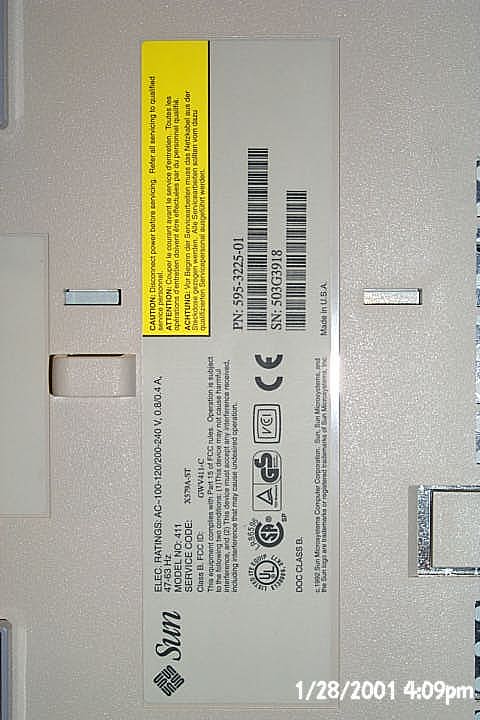 Sun
ELEC. RATINGS: AC~100-120/200-240 V, 0.8/0.4 A,
47-63 Hz.
MODEL NO: 411
SERVICE CODE: X579A-ST
Class B, FCC ID: GWV411-C
This equipment complies with Part 15 of FCC rules. Operation is subject
to the following two conditions: (1)This device may not cause harmful
interference, and (2) This device must accept any interference received,
including interference that may cause undesired operation.
LISTED
UL
SA
GS
VCI
CE
DOC CLASS B.
c.1992 Sun Microsystems Computer Corporation. Sun, Sun Microsystems, and
the Sun logo are trademarks or registered trademarks of Sun Microsystems, Inc
CAUTION: Disconnect power before servicing. Refer all servicing to qualified
service personnel.
ATTENTION: Couper le courant avant le service d'entretien. Toutes les
opérations d'entretien doivent être effectuées par du personnel qualifié.
ACHTUNG: Vor Beginn der Servicearbeiten muss das Netzkabel aus der
Steckdose gezogen werden. Alle Servicearbeiten sollten vom dazu
qualifizierten Servicepersonal ausgeführt werden.
PN: 595-3225-01
SN: 503G3918
Made in U.S.A.
1/28/2001 4:09pm